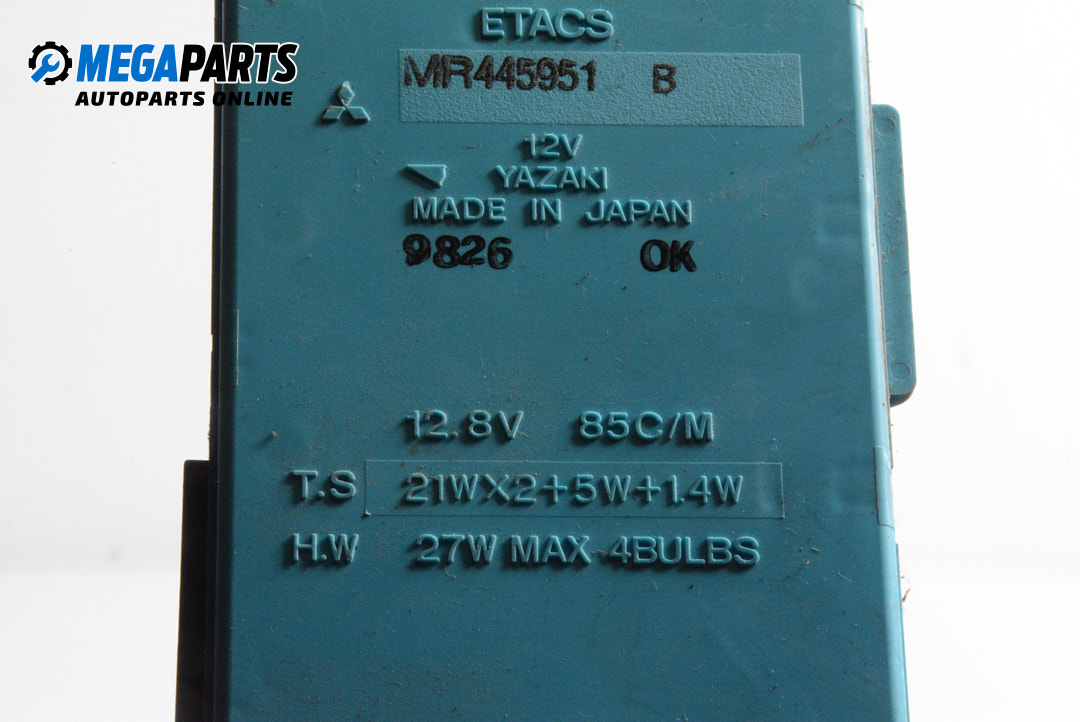 ETACS
MEGAPARTS
AUTOPARTS ONLINE
MR445951 B
12V
YAZAKI
MADE IN JAPAN
9826 OK
12.8V 85C/M
T.S 21WX2+5W+1.4W
H.W 27W MAX 4BULBS